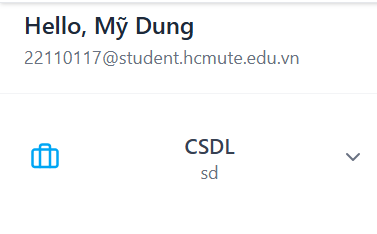 Hello, Mỹ Dung
22110117@student.hcmute.edu.vn
CSDL
sd